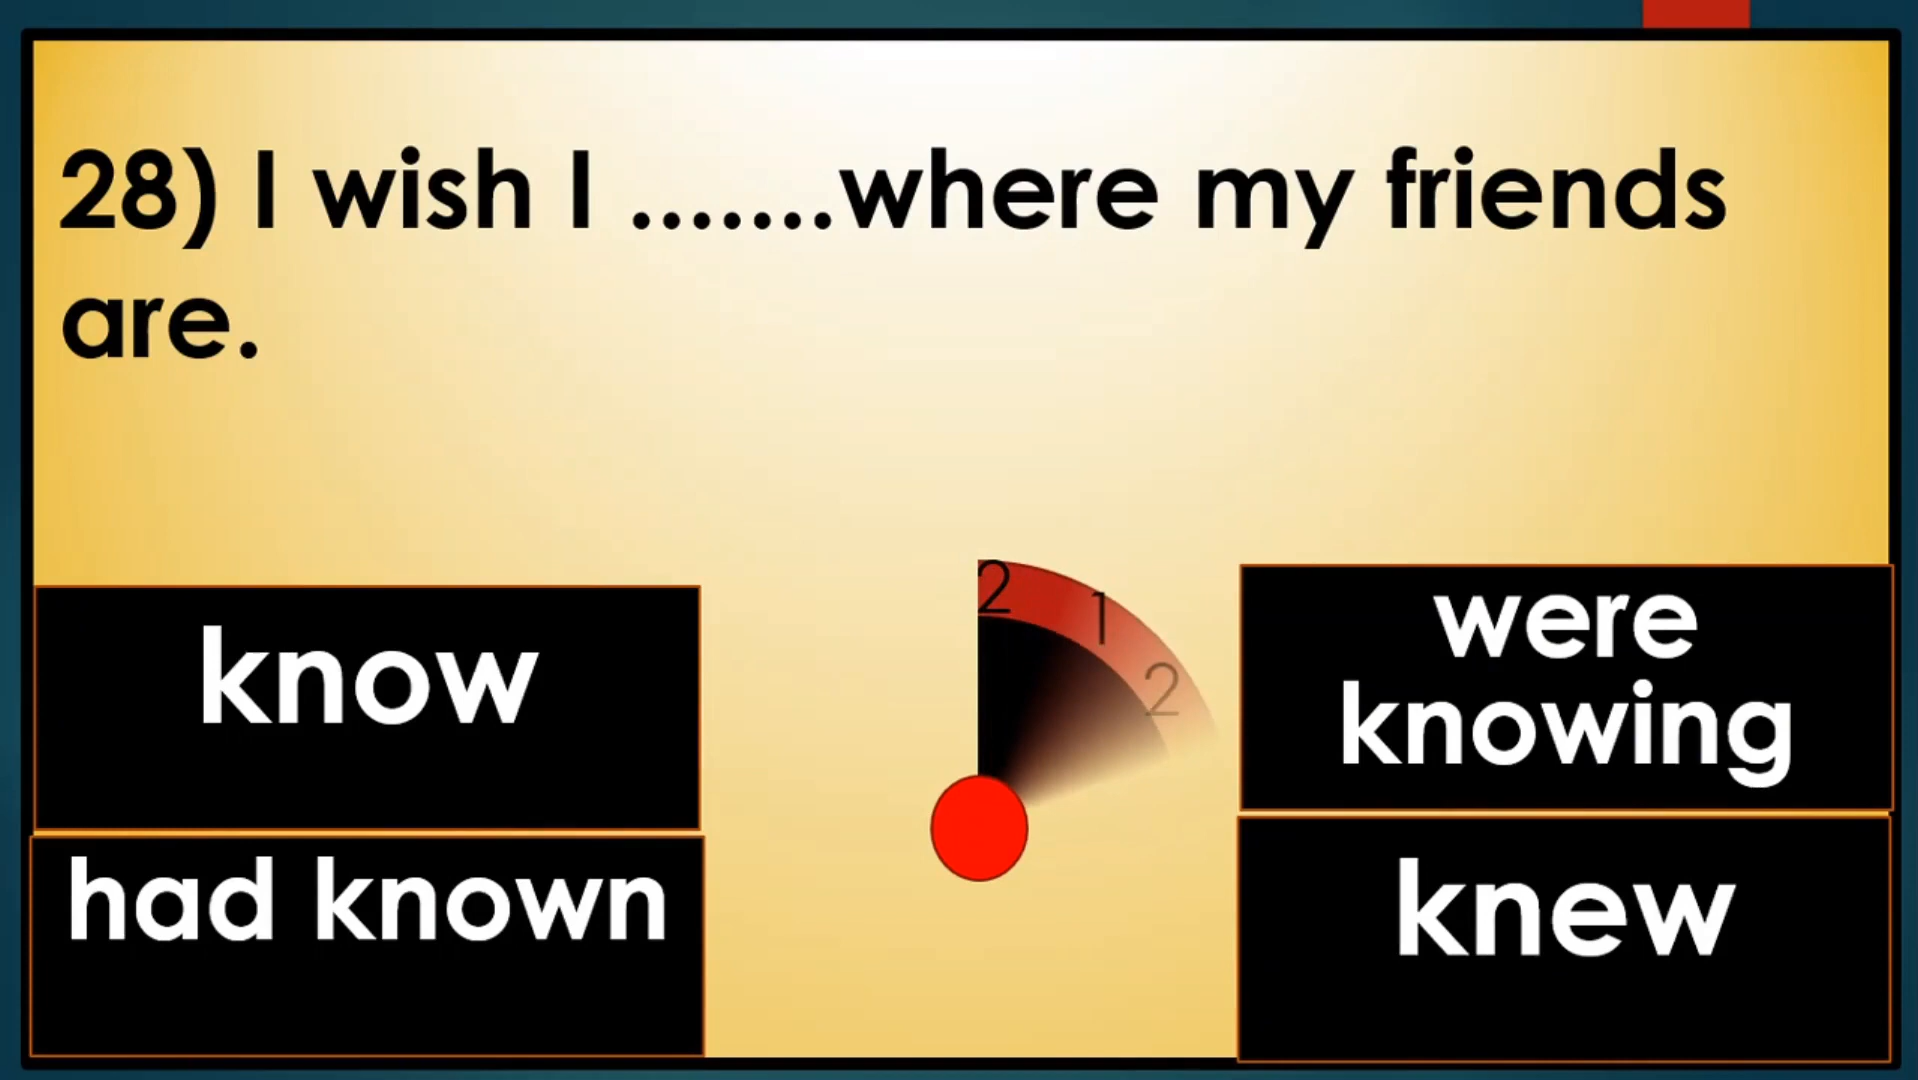 28) I wish I .......where my friends
are.
know
were
knowing
had known
knew
2
1
2